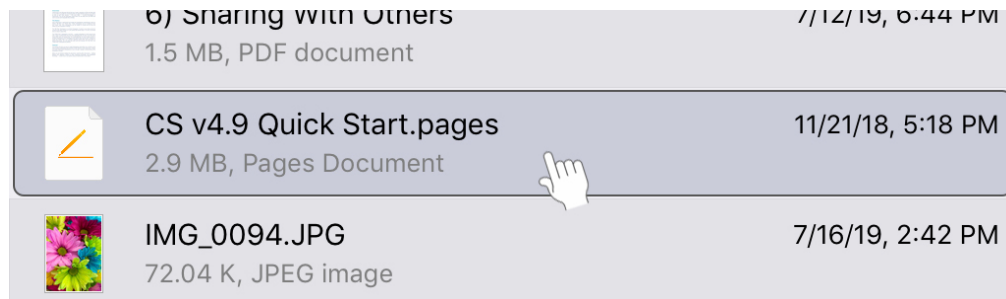 6) Sharing With Others
7/12/19, 6:44 PM
1.5 MB, PDF document
CS v4.9 Quick Start.pages
11/21/18, 5:18 PM
2.9 MB, Pages Document
IMG_0094.JPG
7/16/19, 2:42 PM
72.04 K, JPEG image